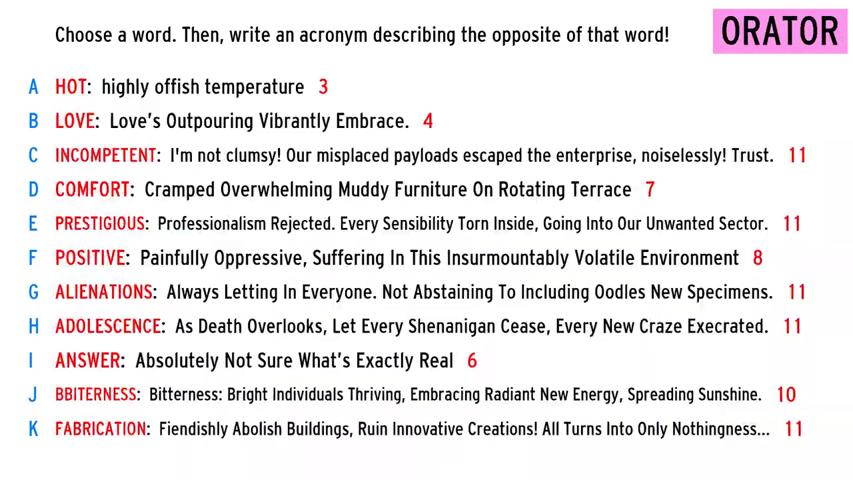 Choose a word. Then, write an acronym describing the opposite of that word!
ORATOR
A HOT: highly offish temperature 3
B LOVE: Love's Outpouring Vibrantly Embrace. 4
C INCOMPETENT: I'm not clumsy! Our misplaced payloads escaped the enterprise, noiselessly! Trust. 11
D COMFORT: Cramped Overwhelming Muddy Furniture On Rotating Terrace 7
E PRESTIGIOUS: Professionalism Rejected. Every Sensibility Torn Inside, Going Into Our Unwanted Sector. 11
F POSITIVE: Painfully Oppressive, Suffering In This Insurmountably Volatile Environment 8
G ALIENATIONS: Always Letting In Everyone. Not Abstaining To Including Oodles New Specimens. 11
H ADOLESCENCE: As Death Overlooks, Let Every Shenanigan Cease, Every New Craze Execrated. 11
I ANSWER: Absolutely Not Sure What's Exactly Real 6
J BBITERNESS: Bitterness: Bright Individuals Thriving, Embracing Radiant New Energy, Spreading Sunshine. 10
K FABRICATION: Fiendishly Abolish Buildings, Ruin Innovative Creations! All Turns Into Only Nothingness... 11